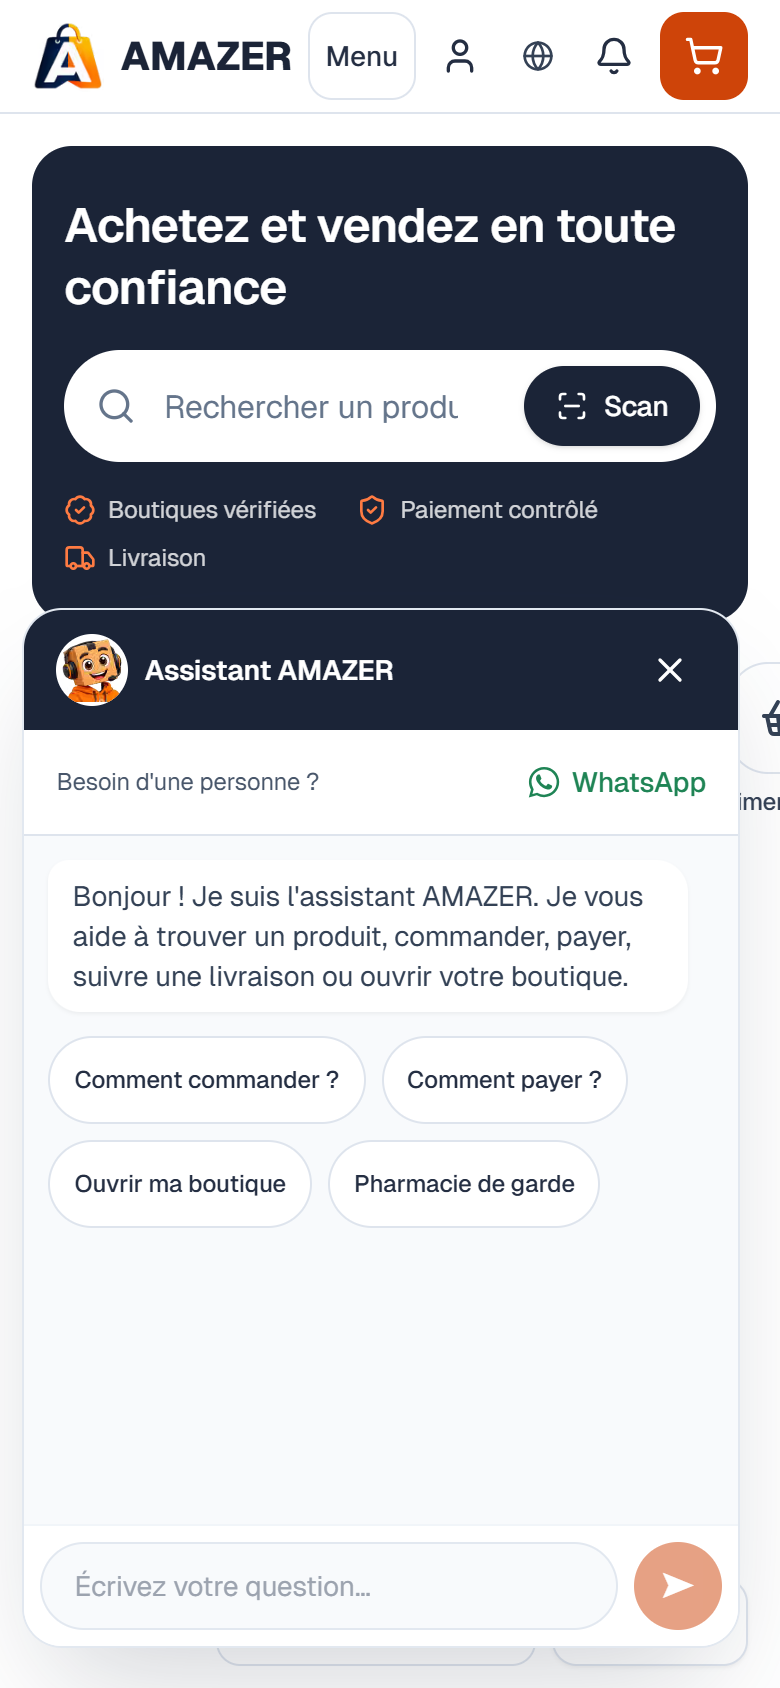 AMAZER
Menu
Achetez et vendez en toute
confiance
Rechercher un produ
Scan
Boutiques vérifiées
Paiement contrôlé
Livraison
Assistant AMAZER
Besoin d'une personne ?
WhatsApp
Bonjour ! Je suis l'assistant AMAZER. Je vous
aide à trouver un produit, commander, payer,
suivre une livraison ou ouvrir votre boutique.
Comment commander ?
Comment payer ?
Ouvrir ma boutique
Pharmacie de garde
Écrivez votre question...